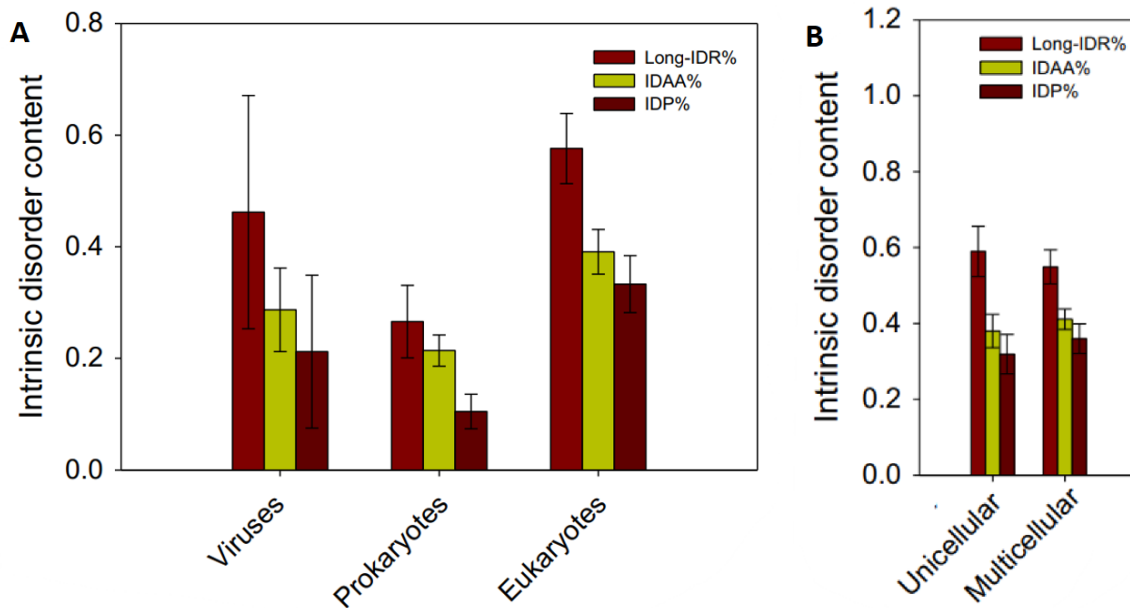 A
Intrinsic disorder content
0.8
0.6
0.4
0.2
0.0
Long-IDR%
IDAA%
IDP%
Viruses
Prokaryotes
Eukaryotes
B
Intrinsic disorder content
1.2
1.0
0.8
0.6
0.4
0.2
0.0
Long-IDR%
IDAA%
IDP%
Unicellular
Multicellular